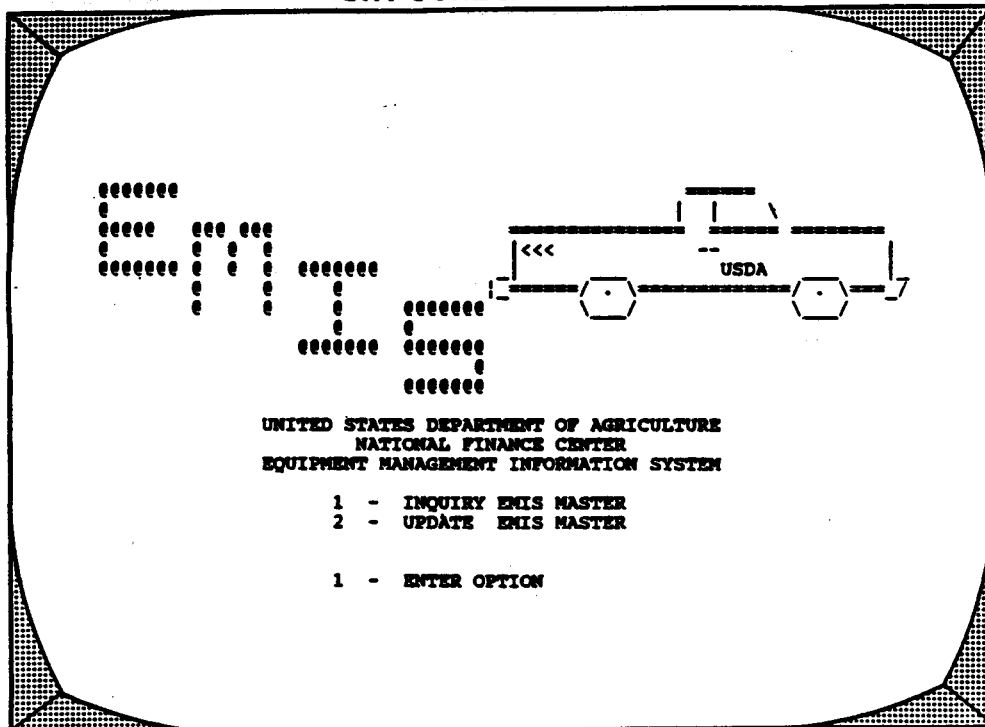 EMIS
<<<
USDA
UNITED STATES DEPARTMENT OF AGRICULTURE
NATIONAL FINANCE CENTER
EQUIPMENT MANAGEMENT INFORMATION SYSTEM
1 - INQUIRY EMIS MASTER
2 - UPDATE EMIS MASTER
1 - ENTER OPTION